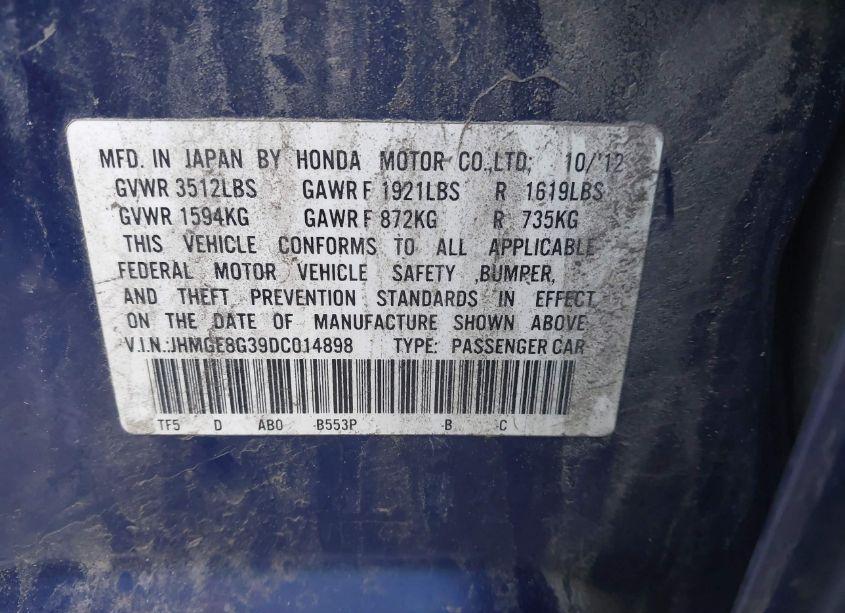 MFD. IN JAPAN BY HONDA MOTOR CO.,LTD, 10/'12
GVWR 3512LBS GAWR F 1921LBS R 1619LBS
GVWR 1594KG GAWR F 872KG R 735KG
THIS VEHICLE CONFORMS TO ALL APPLICABLE
FEDERAL MOTOR VEHICLE SAFETY ,BUMPER,
AND THEFT PREVENTION STANDARDS IN EFFECT
ON THE DATE OF MANUFACTURE SHOWN ABOVE
V.I.N.:JHMGE8G39DC014898 TYPE: PASSENGER CAR
TF5 D AB0 -B553P -B -C